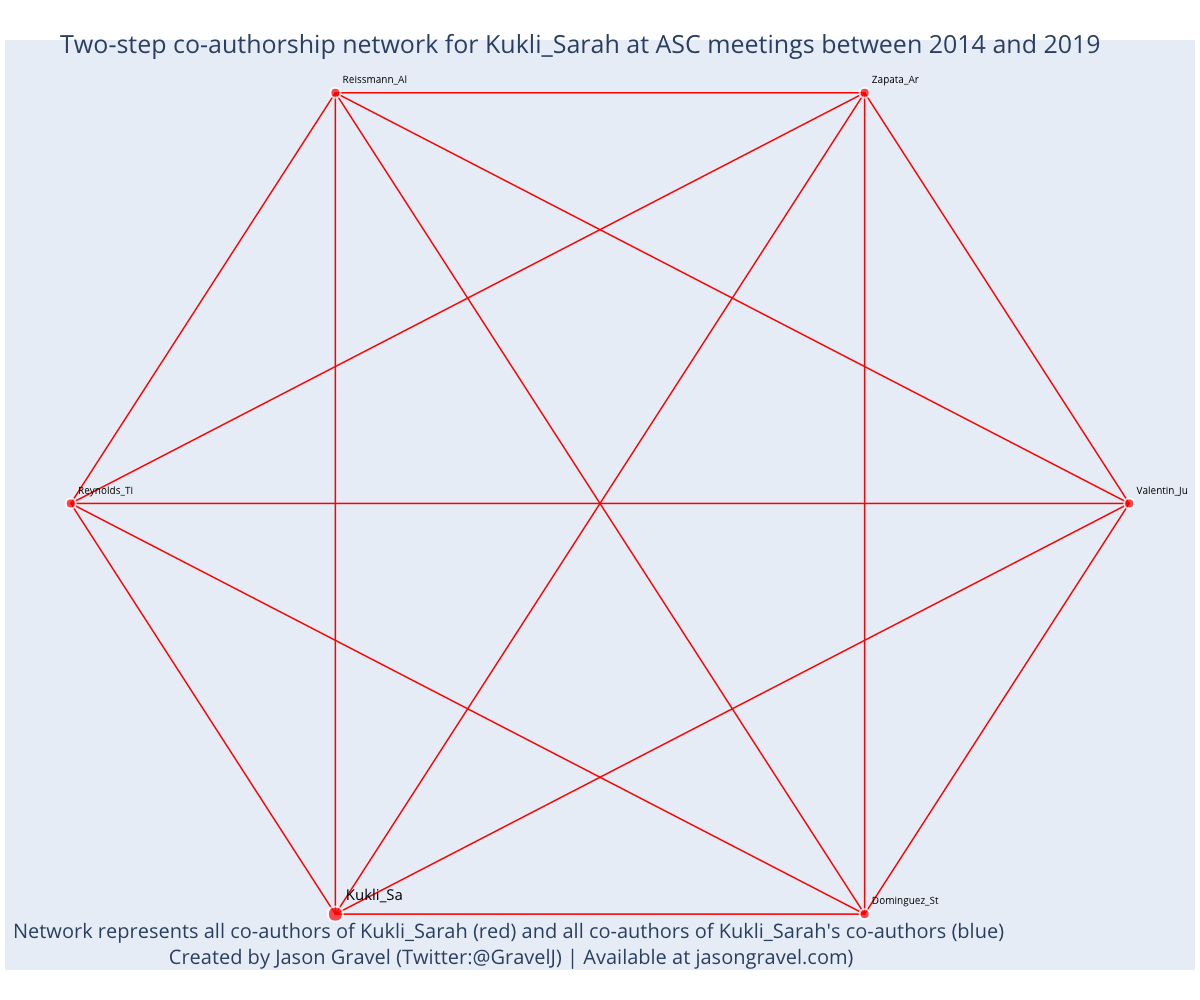 Two-step co-authorship network for Kukli_Sarah at ASC meetings between 2014 and 2019
Reissmann_Al
Zapata_Ar
Reynolds_Ti
Valentin_Ju
Kukli_Sa
Dominguez_St
Network represents all co-authors of Kukli_Sarah (red) and all co-authors of Kukli_Sarah's co-authors (blue)
Created by Jason Gravel (Twitter:@GravelJ) | Available at jasongravel.com)